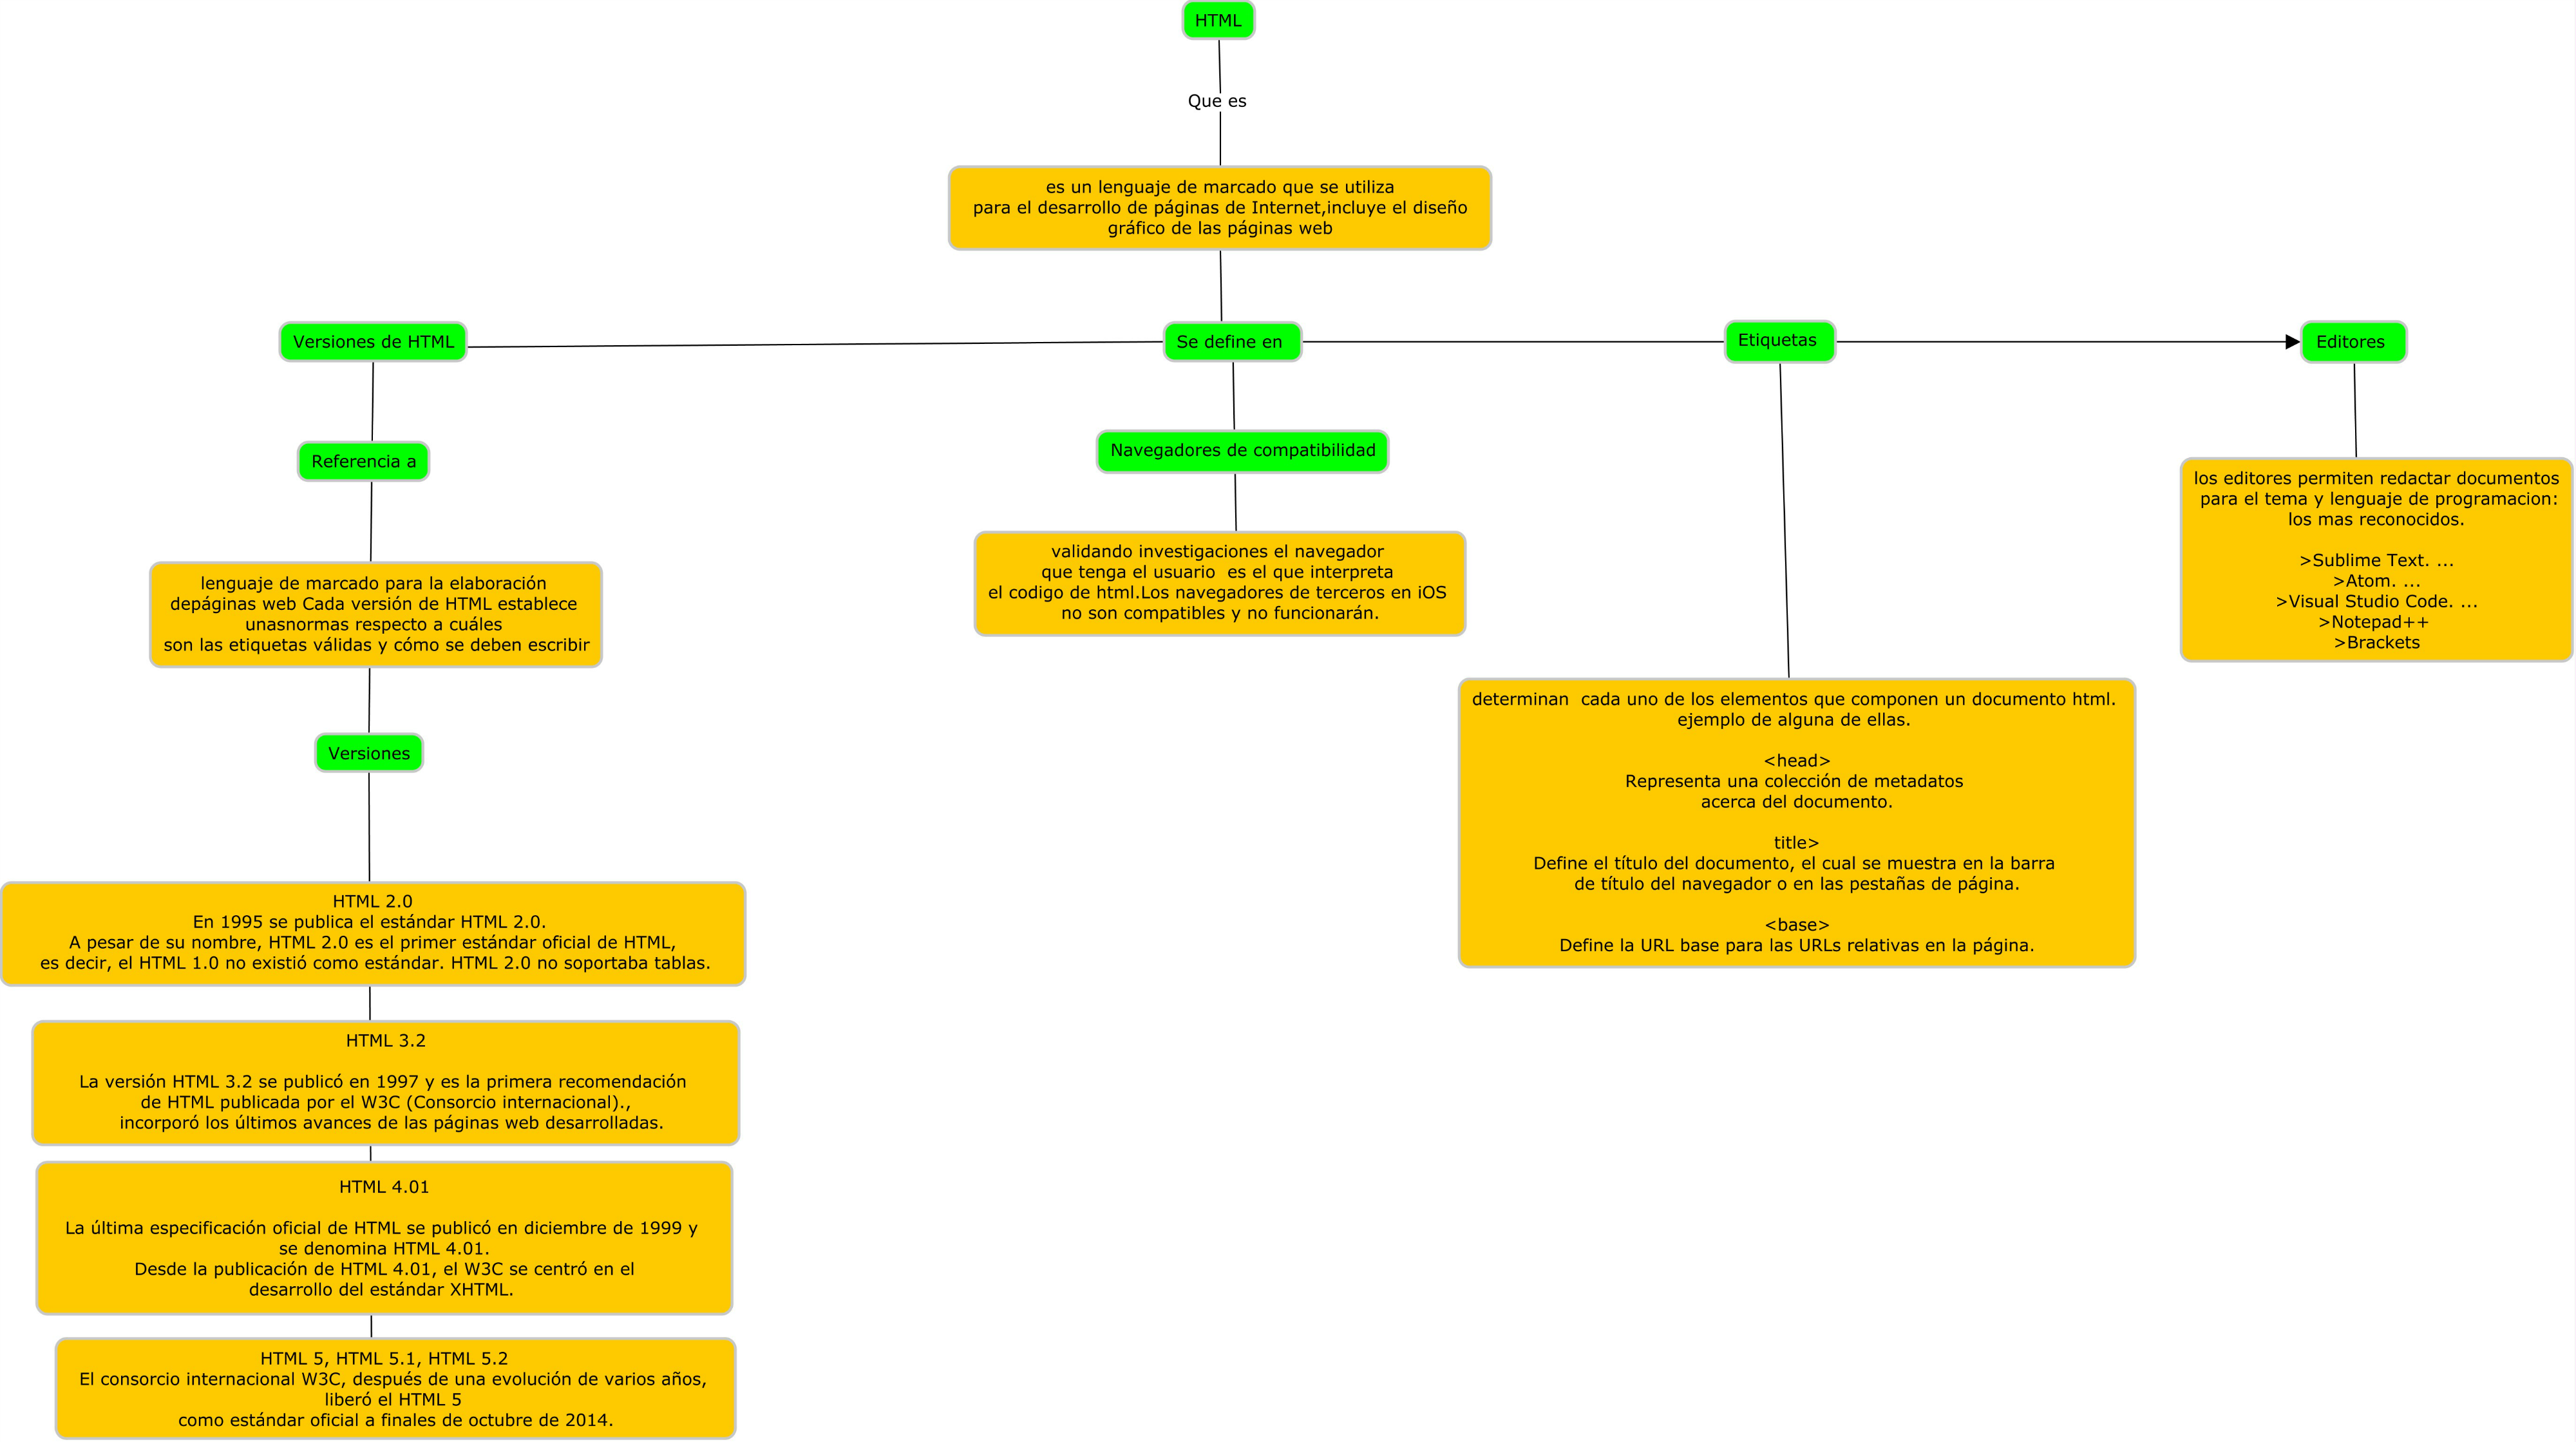 HTML
Que es
es un lenguaje de marcado que se utiliza
para el desarrollo de páginas de Internet,incluye el diseño
gráfico de las páginas web
Versiones de HTML
Se define en
Etiquetas
Editores
Referencia a
lenguaje de marcado para la elaboración
depáginas web Cada versión de HTML establece
unasnormas respecto a cuáles
son las etiquetas válidas y cómo se deben escribir
Versiones
HTML 2.0
En 1995 se publica el estándar HTML 2.0.
A pesar de su nombre, HTML 2.0 es el primer estándar oficial de HTML,
es decir, el HTML 1.0 no existió como estándar. HTML 2.0 no soportaba tablas.
HTML 3.2
La versión HTML 3.2 se publicó en 1997 y es la primera recomendación
de HTML publicada por el W3C (Consorcio internacional).,
incorporó los últimos avances de las páginas web desarrolladas.
HTML 4.01
La última especificación oficial de HTML se publicó en diciembre de 1999 y
se denomina HTML 4.01.
Desde la publicación de HTML 4.01, el W3C se centró en el
desarrollo del estándar XHTML.
HTML 5, HTML 5.1, HTML 5.2
El consorcio internacional W3C, después de una evolución de varios años,
liberó el HTML 5
como estándar oficial a finales de octubre de 2014.
Navegadores de compatibilidad
validando investigaciones el navegador
que tenga el usuario  es el que interpreta
el codigo de html.Los navegadores de terceros en iOS
no son compatibles y no funcionarán.
determinan  cada uno de los elementos que componen un documento html.
ejemplo de alguna de ellas.
<head>
Representa una colección de metadatos
acerca del documento.
title>
Define el título del documento, el cual se muestra en la barra
de título del navegador o en las pestañas de página.
<base>
Define la URL base para las URLs relativas en la página.
los editores permiten redactar documentos
para el tema y lenguaje de programacion:
los mas reconocidos.
>Sublime Text. ...
>Atom. ...
>Visual Studio Code. ...
>Notepad++
>Brackets